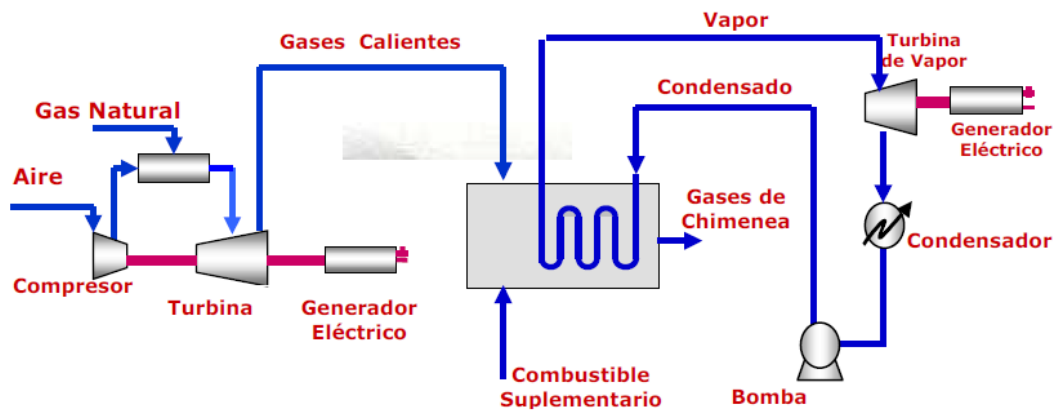 Vapor
Gases Calientes
Turbina
de Vapor
Condensado
Gas Natural
Generador
Eléctrico
Aire
Gases de
Chimenea
Condensador
Compresor
Turbina
Generador
Eléctrico
Combustible
Suplementario
Bomba